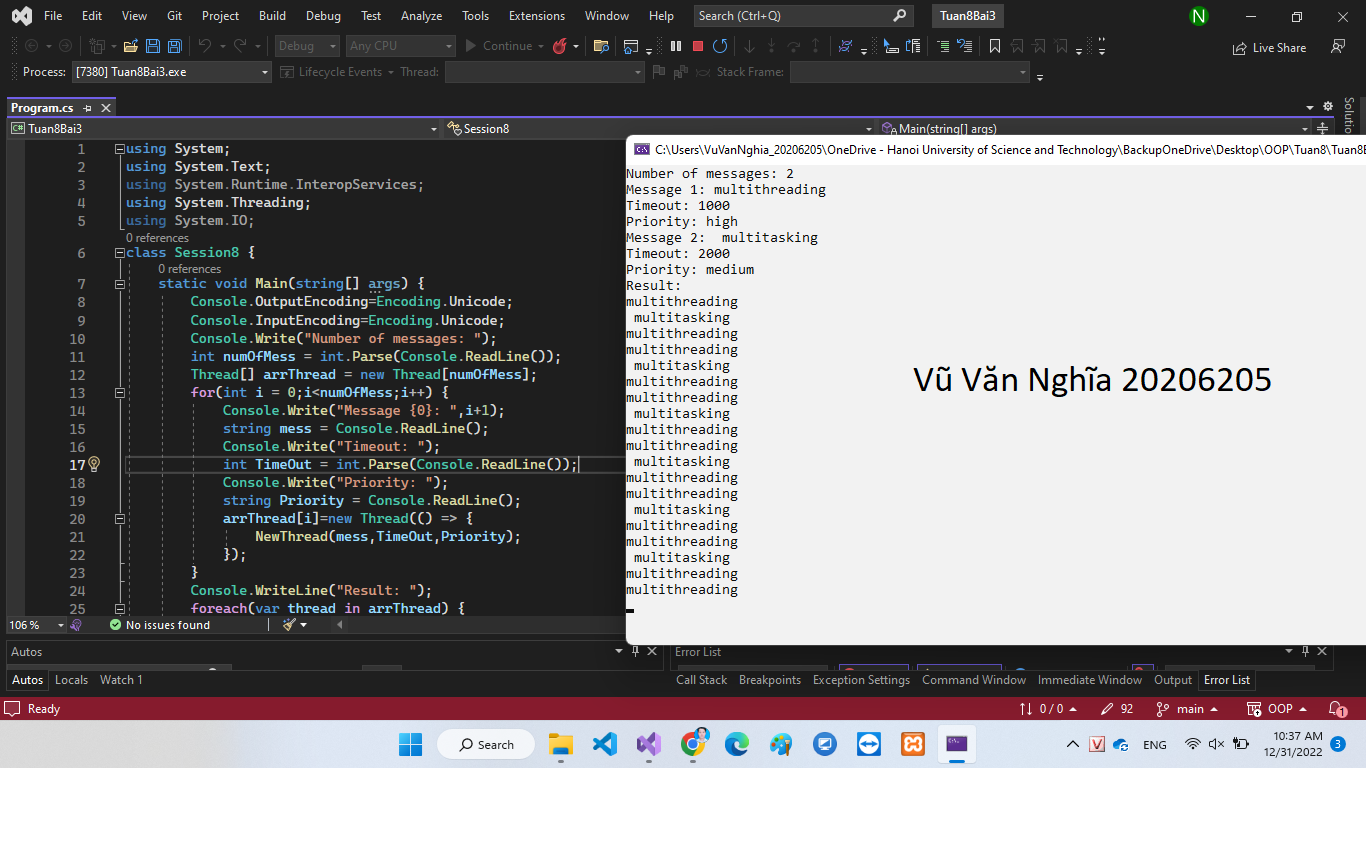 File Edit View Git Project Build Debug Test Analyze Tools Extensions Window Help Search (Ctrl+Q) Tuan8Bai3 N
Debug Any CPU Continue Live Share
Process: [7380] Tuan8Bai3.exe Lifecycle Events Thread: Stack Frame:
Program.cs
Tuan8Bai3 Session8 Main(string[] args)
1 using System;
2 using System.Text;
3 using System.Runtime.InteropServices;
4 using System.Threading;
5 using System.IO;
0 references
6 class Session8 {
0 references
7 static void Main(string[] args) {
8 Console.OutputEncoding=Encoding.Unicode;
9 Console.InputEncoding=Encoding.Unicode;
10 Console.Write("Number of messages: ");
11 int numOfMess = int.Parse(Console.ReadLine());
12 Thread[] arrThread = new Thread[numOfMess];
13 for(int i = 0;i<numOfMess;i++) {
14 Console.Write("Message {0}: ",i+1);
15 string mess = Console.ReadLine();
16 Console.Write("Timeout: ");
17 int TimeOut = int.Parse(Console.ReadLine());
18 Console.Write("Priority: ");
19 string Priority = Console.ReadLine();
20 arrThread[i]=new Thread(() => {
21 NewThread(mess,TimeOut,Priority);
22 });
23 }
24 Console.WriteLine("Result: ");
25 foreach(var thread in arrThread) {
106 % No issues found
C:\Users\VuVanNghia_20206205\OneDrive - Hanoi University of Science and Technology\BackupOneDrive\Desktop\OOP\Tuan8\Tuan8B
Number of messages: 2
Message 1: multithreading
Timeout: 1000
Priority: high
Message 2:  multitasking
Timeout: 2000
Priority: medium
Result:
multithreading
 multitasking
multithreading
multithreading
 multitasking
multithreading
multithreading
 multitasking
multithreading
multithreading
 multitasking
multithreading
multithreading
 multitasking
multithreading
multithreading
 multitasking
multithreading
multithreading
Vũ Văn Nghĩa 20206205
Solutio
Autos
Autos Locals Watch 1
Error List
Call Stack Breakpoints Exception Settings Command Window Immediate Window Output Error List
Ready 0 / 0 92 main OOP 1
Search ENG 10:37 AM
12/31/2022 3